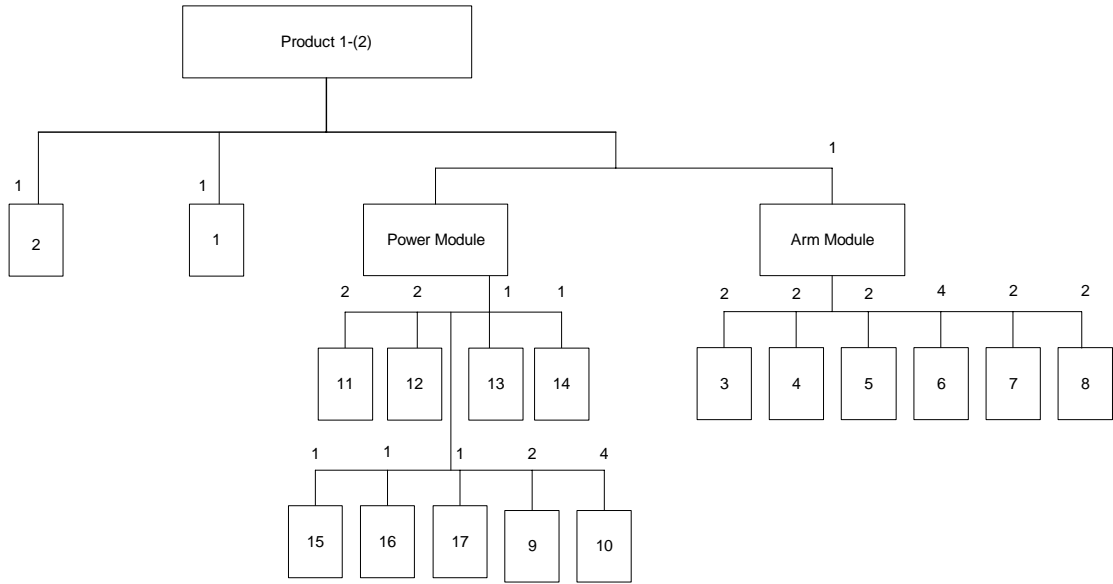 Product 1-(2)
1
1 1
2 1 Power Module Arm Module
2 2 1 1 2 2 2 4 2 2
11 12 13 14 3 4 5 6 7 8
1 1 1 2 4
15 16 17 9 10